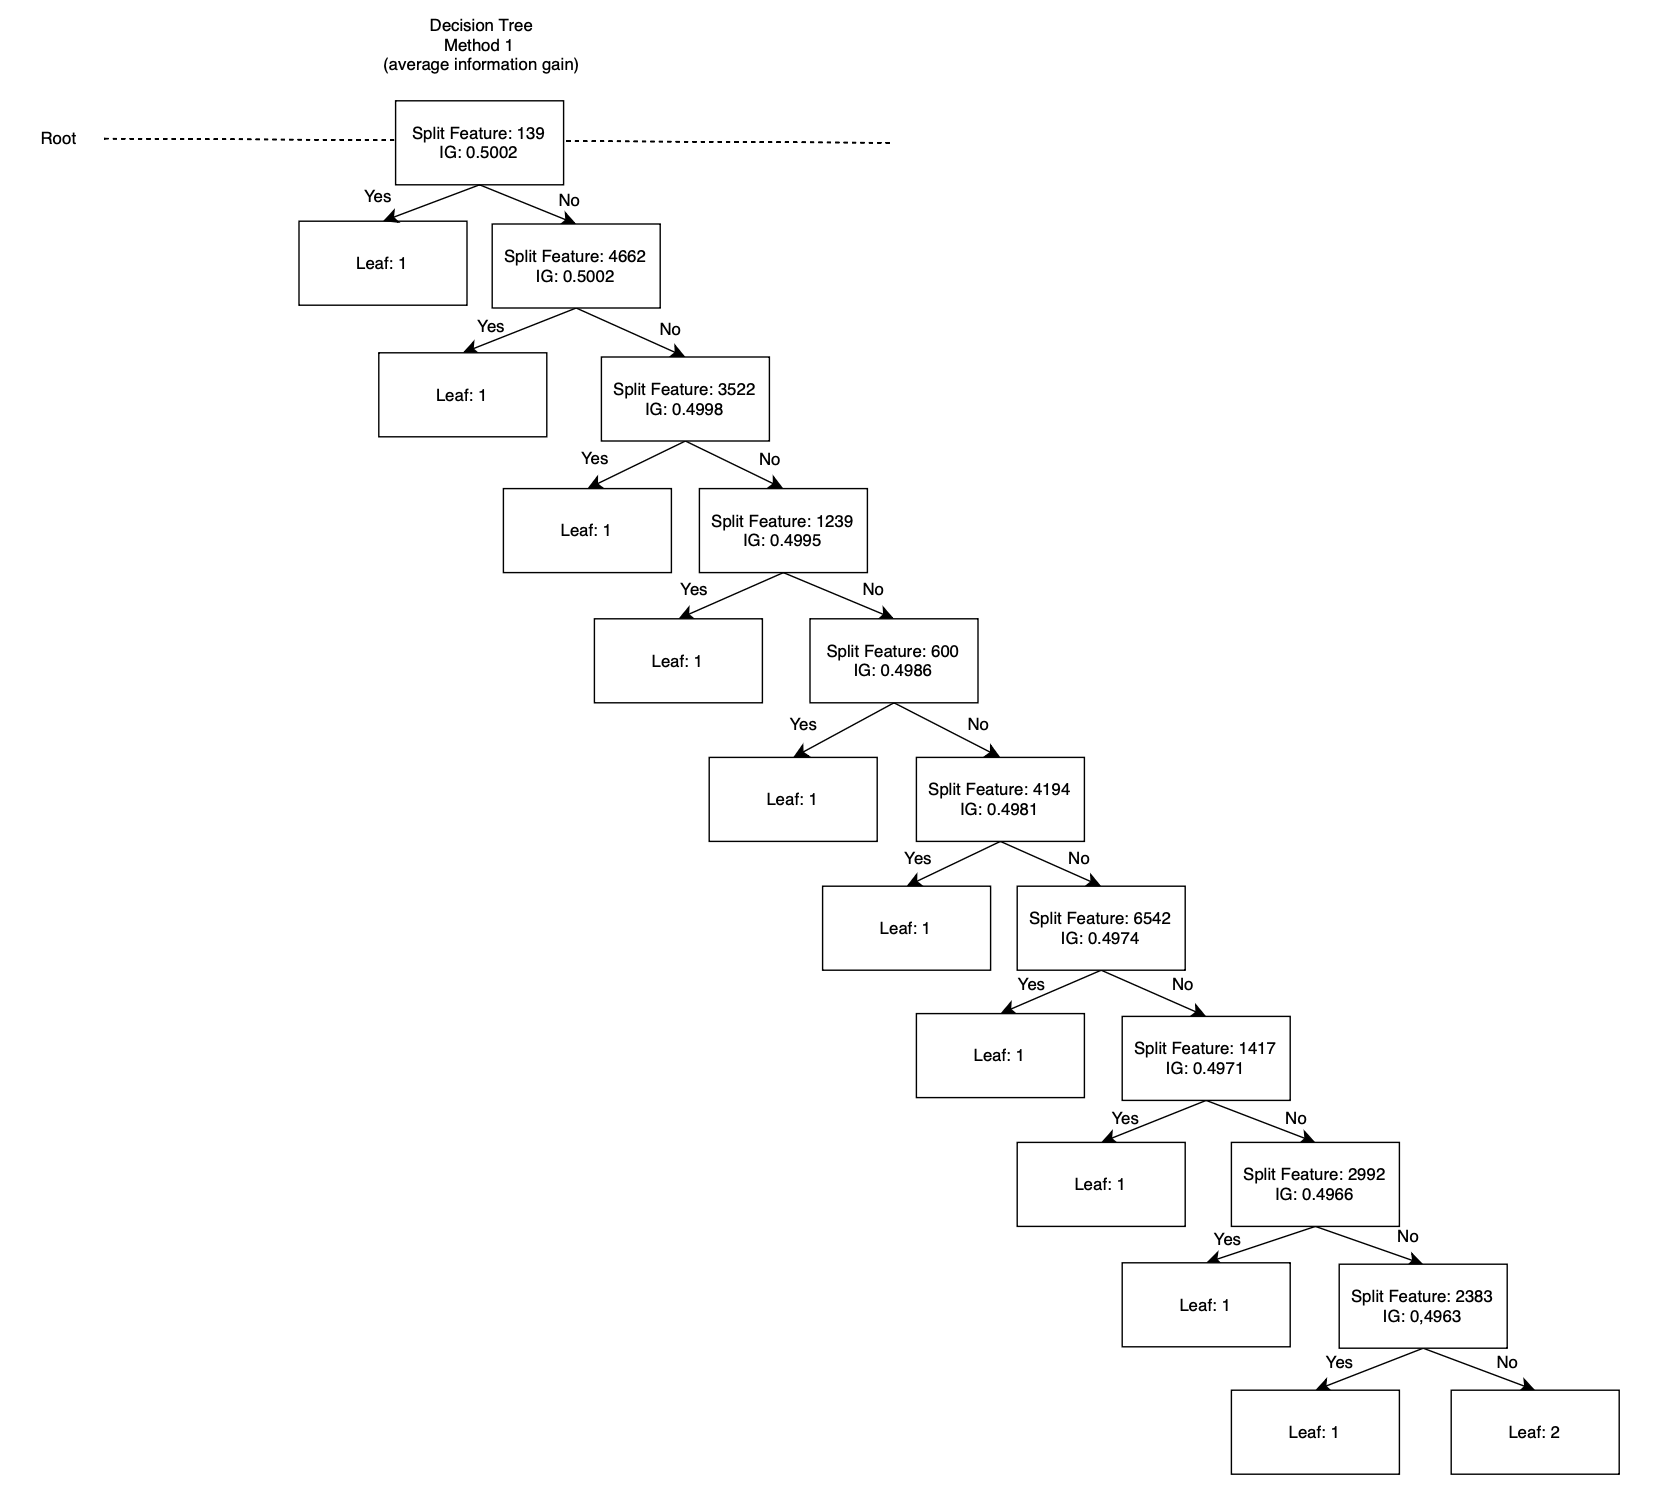 Decision Tree
Method 1
(average information gain)
Root
Split Feature: 139
IG: 0.5002
Yes
No
Leaf: 1
Split Feature: 4662
IG: 0.5002
Yes
No
Leaf: 1
Split Feature: 3522
IG: 0.4998
Yes
No
Leaf: 1
Split Feature: 1239
IG: 0.4995
Yes
No
Leaf: 1
Split Feature: 600
IG: 0.4986
Yes
No
Leaf: 1
Split Feature: 4194
IG: 0.4981
Yes
No
Leaf: 1
Split Feature: 6542
IG: 0.4974
Yes
No
Leaf: 1
Split Feature: 1417
IG: 0.4971
Yes
No
Leaf: 1
Split Feature: 2992
IG: 0.4966
Yes
No
Leaf: 1
Split Feature: 2383
IG: 0,4963
Yes
No
Leaf: 1
Leaf: 2